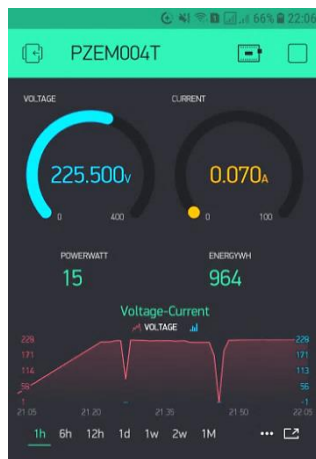 66% 22:06
PZEM004T
VOLTAGE CURRENT
225.500V 0.070A
0 400 0 100
POWERWATT ENERGYWH
15 964
Voltage-Current
VOLTAGE
228 228
171 171
114 113
56 56
-1 -1
21:05 21:20 21:35 21:50 22:05
1h 6h 12h 1d 1w 2w 1M ...